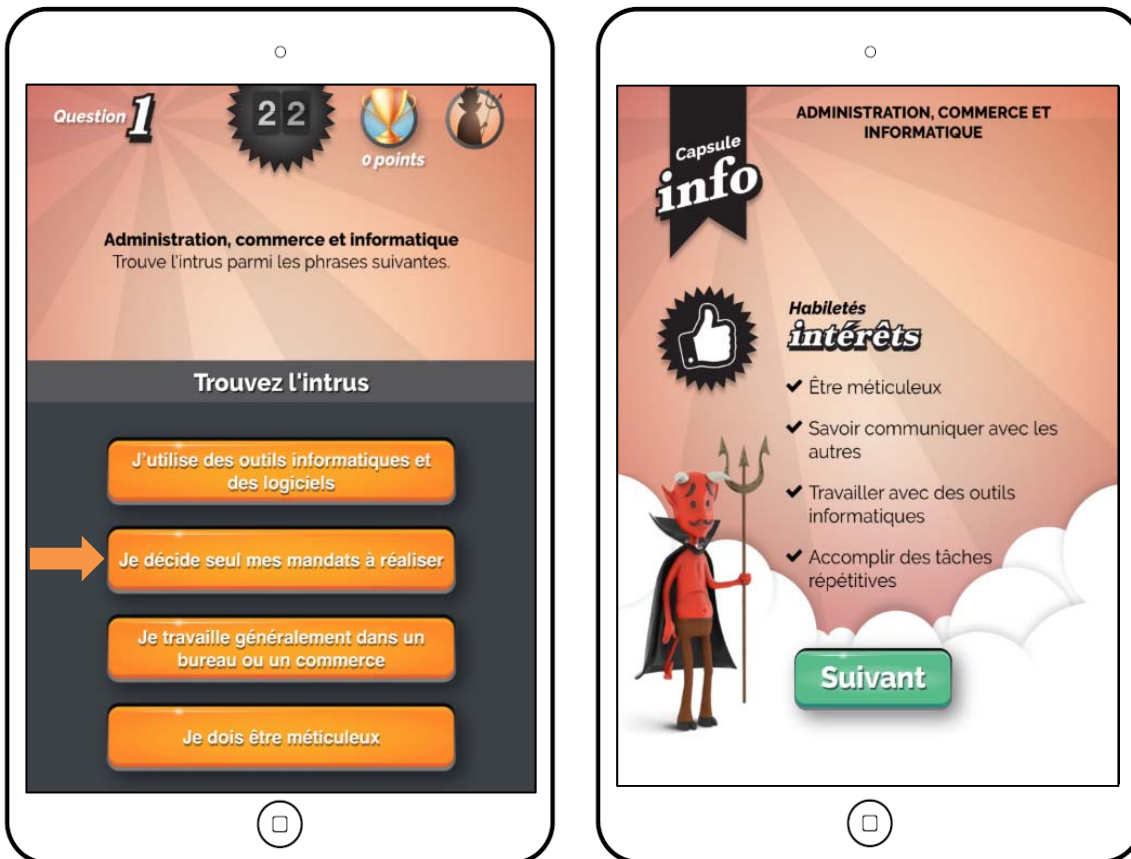 Question 1
22
0 points
Administration, commerce et informatique
Trouve l'intrus parmi les phrases suivantes.
Trouvez l'intrus
J'utilise des outils informatiques et
des logiciels
Je décide seul mes mandats à réaliser
Je travaille généralement dans un
bureau ou un commerce
Je dois être méticuleux
Capsule
info
ADMINISTRATION, COMMERCE ET
INFORMATIQUE
Habiletés
intérêts
Être méticuleux
Savoir communiquer avec les
autres
Travailler avec des outils
informatiques
Accomplir des tâches
répétitives
Suivant